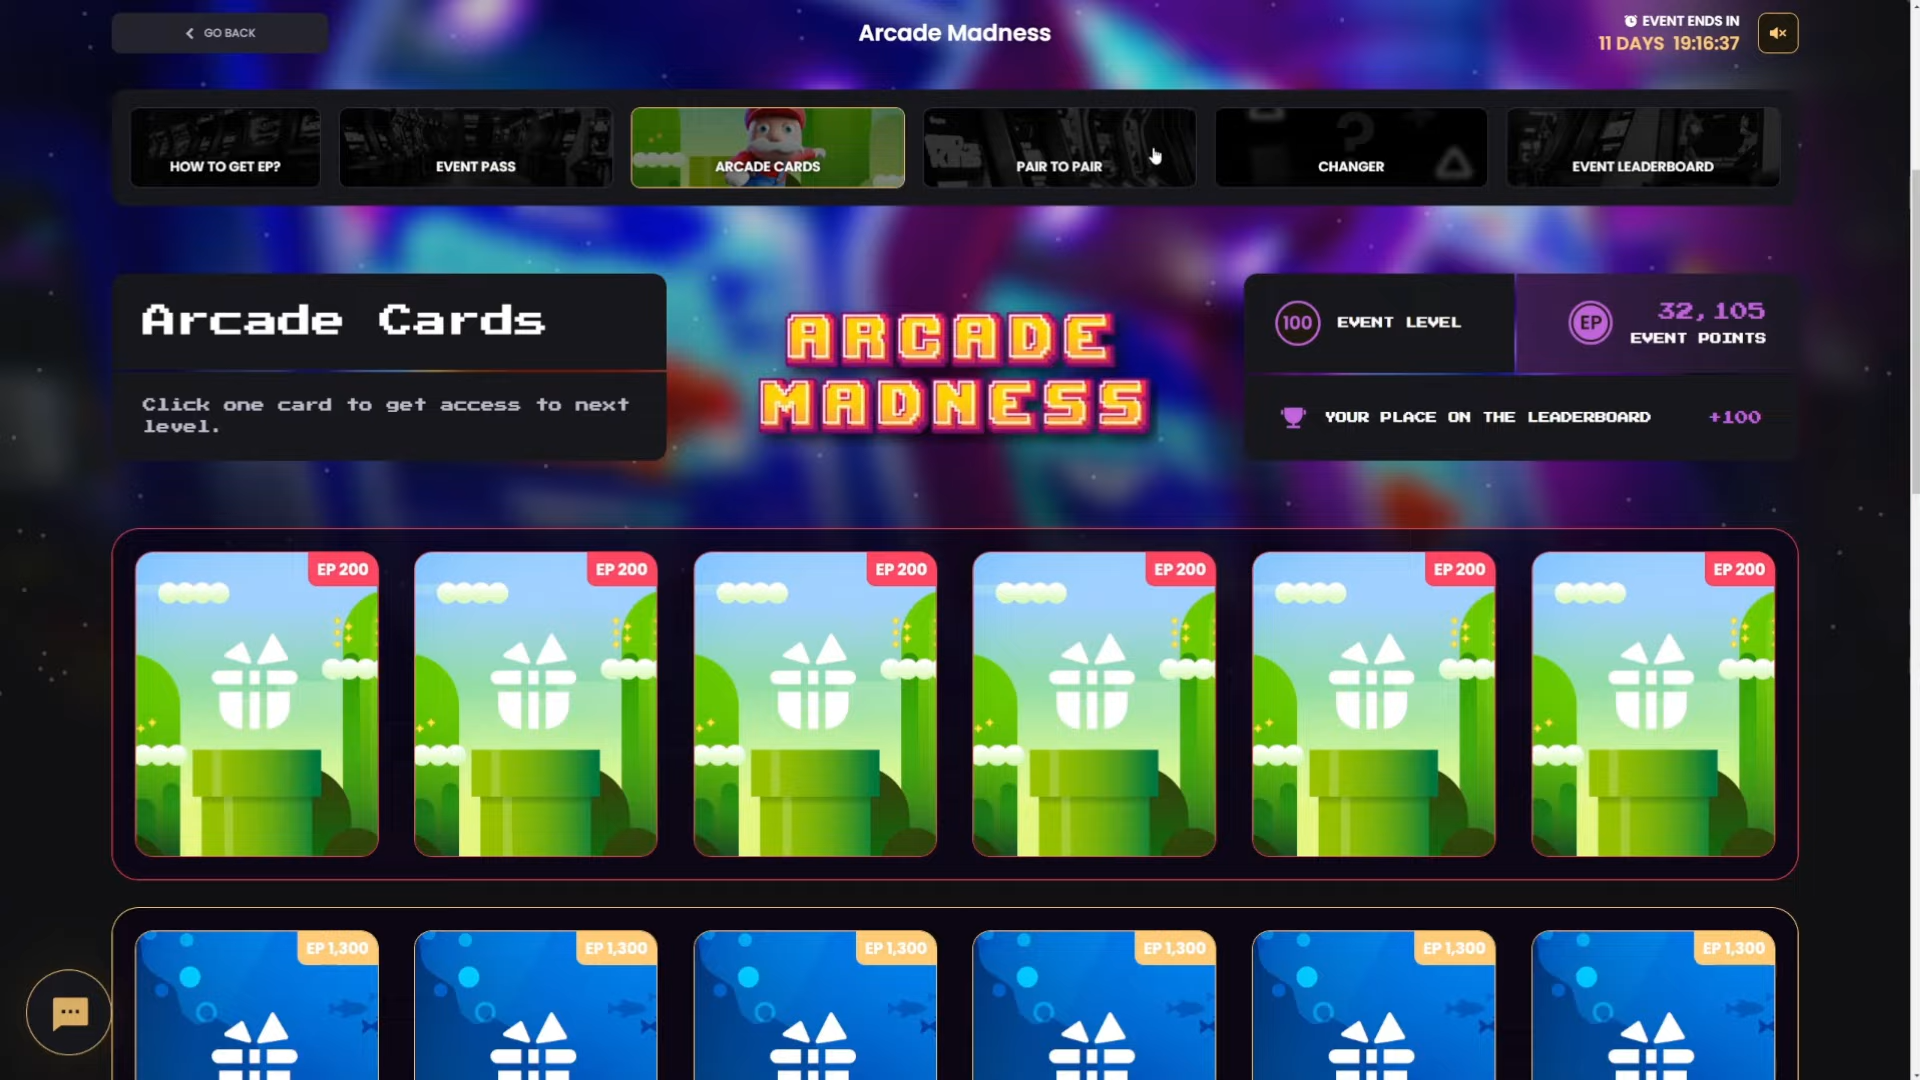 GO BACK
Arcade Madness
EVENT ENDS IN
11 DAYS 19:16:37
HOW TO GET EP?
EVENT PASS
ARCADE CARDS
PAIR TO PAIR
CHANGER
EVENT LEADERBOARD
Arcade Cards
Click one card to get access to next
level.
ARCADE
MADNESS
100
EVENT LEVEL
EP
32,105
EVENT POINTS
YOUR PLACE ON THE LEADERBOARD
+100
EP 200
EP 200
EP 200
EP 200
EP 200
EP 200
EP 1,300
EP 1,300
EP 1,300
EP 1,300
EP 1,300
EP 1,300